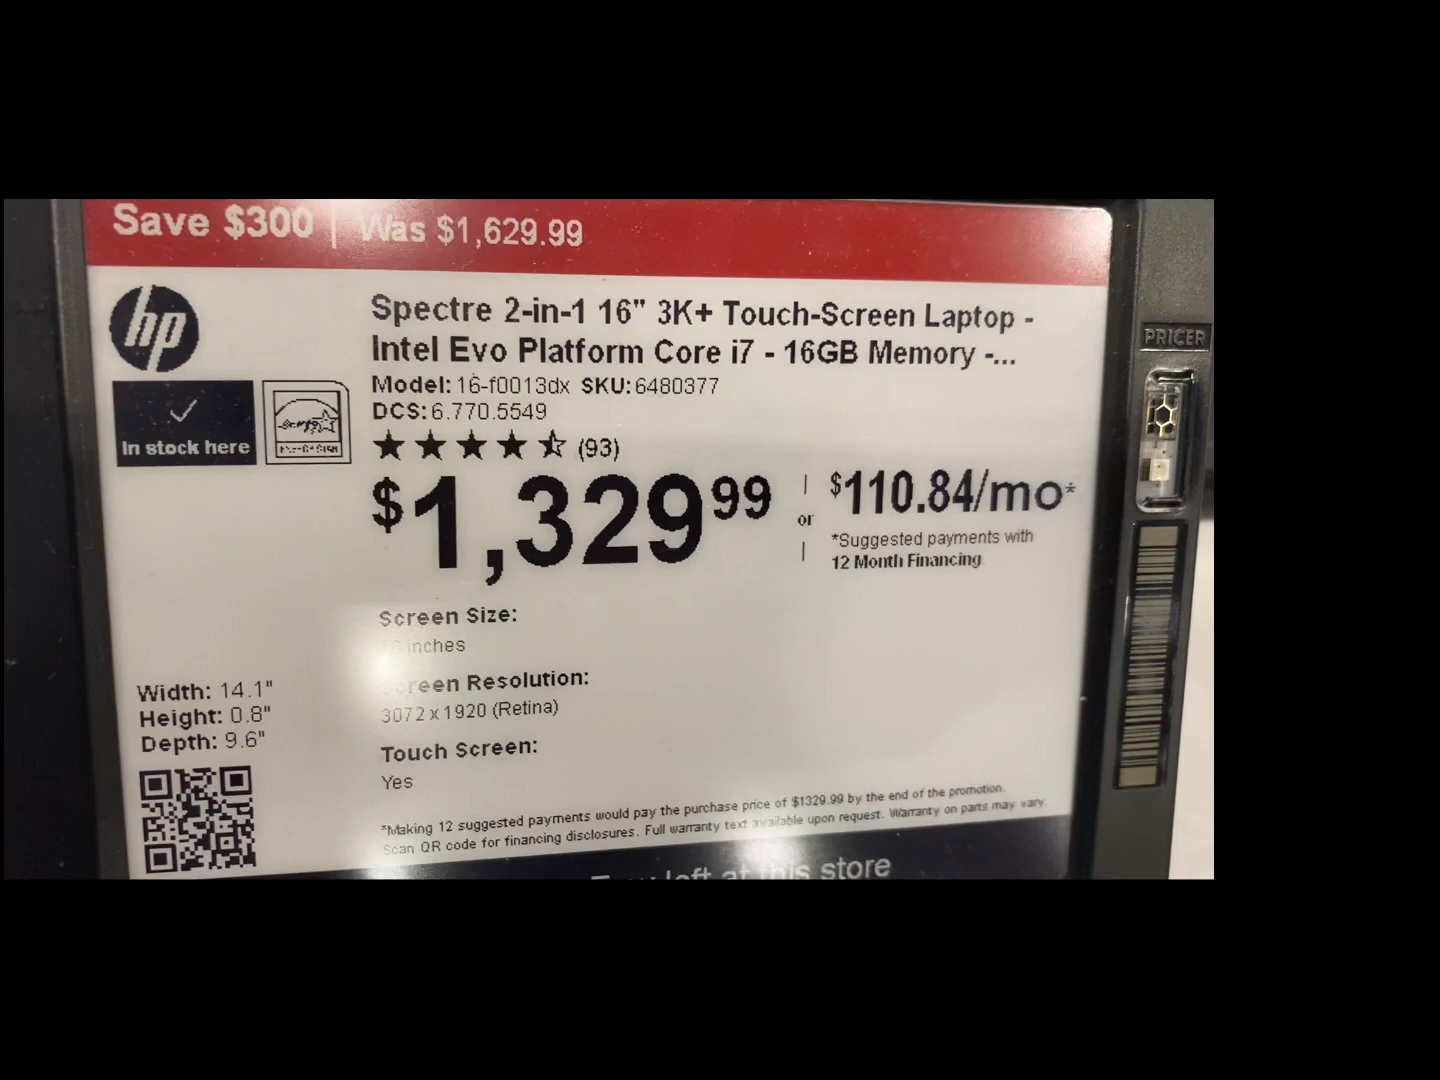 Save $300 | Was $1,629.99
hp
Spectre 2-in-1 16" 3K+ Touch-Screen Laptop -
Intel Evo Platform Core i7 - 16GB Memory -...
Model: 16-f0013dx SKU: 6480377
DCS: 6.770.5549
In stock here
(93)
$1,329 99
or
$110.84/mo*
*Suggested payments with
12 Month Financing
Screen Size:
16 inches
Screen Resolution:
3072 x 1920 (Retina)
Touch Screen:
Yes
Width: 14.1"
Height: 0.8"
Depth: 9.6"
*Making 12 suggested payments would pay the purchase price of $1329.99 by the end of the promotion.
Scan QR code for financing disclosures. Full warranty text available upon request. Warranty on parts may vary.
left at this store
PRICER